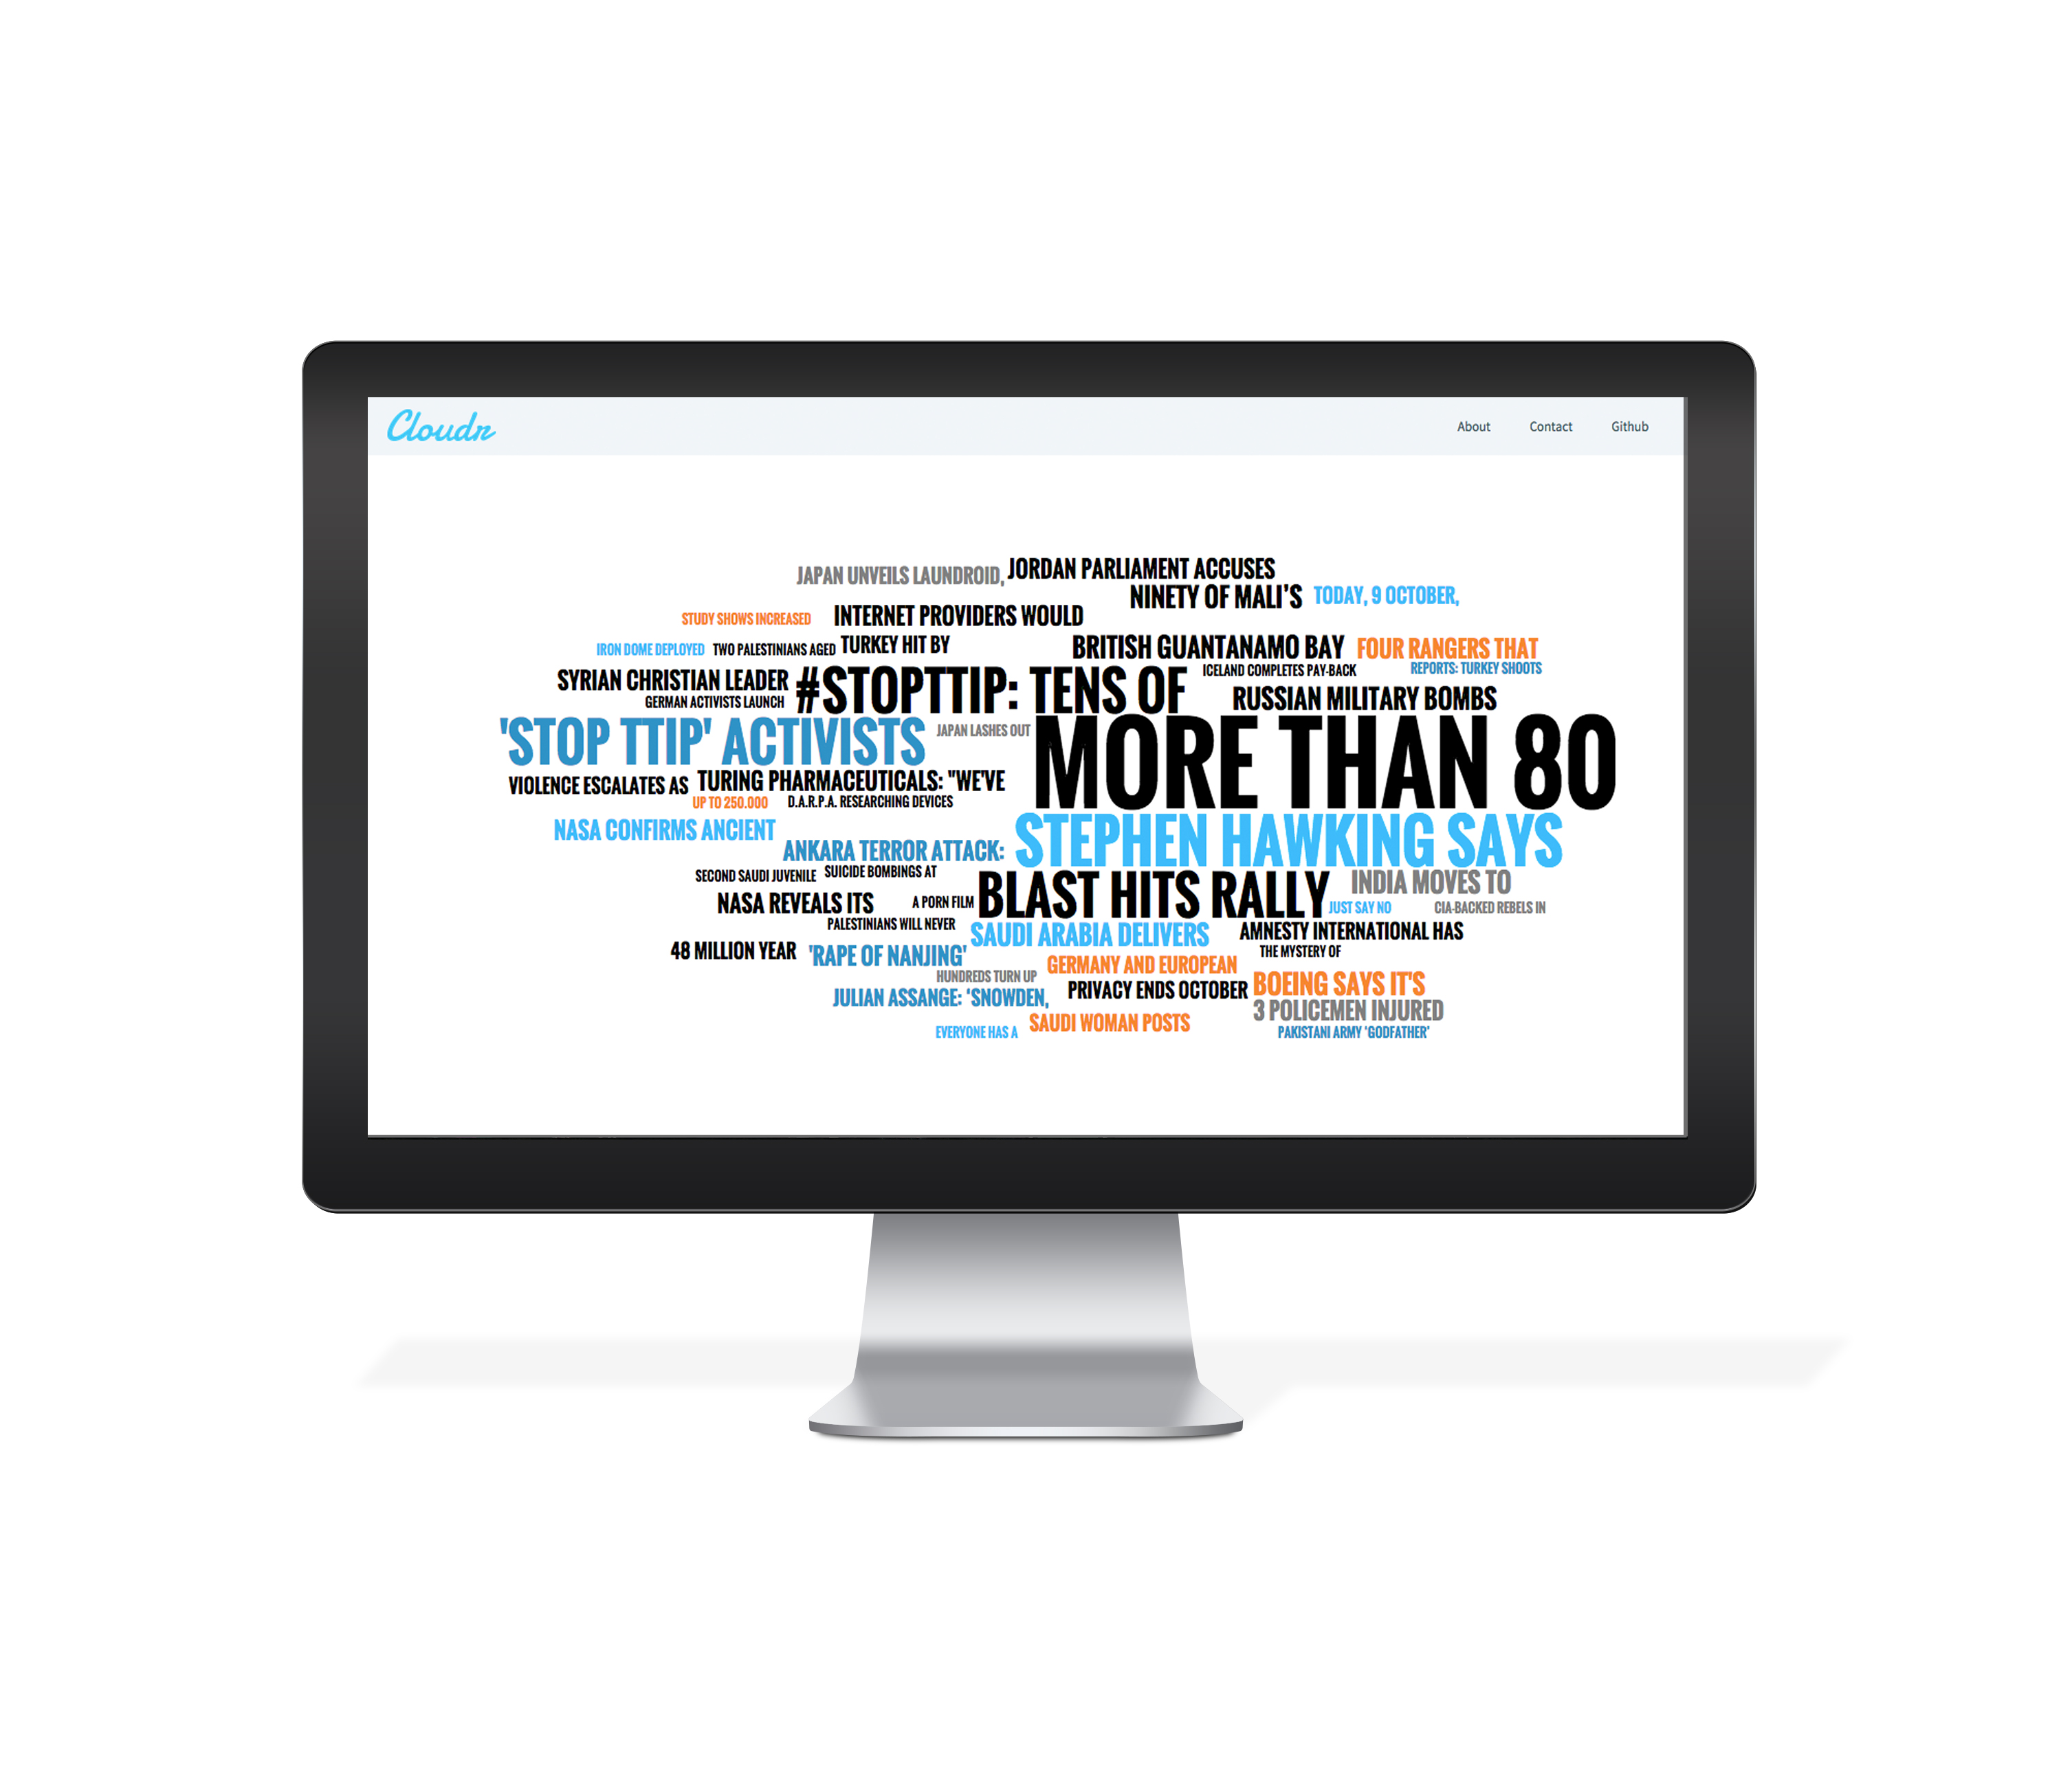 Cloudr
About
Contact
Github
JAPAN UNVEILS LAUNDROID,
JORDAN PARLIAMENT ACCUSES
NINETY OF MALI'S
TODAY, 9 OCTOBER,
STUDY SHOWS INCREASED
INTERNET PROVIDERS WOULD
IRON DOME DEPLOYED
TWO PALESTINIANS AGED
TURKEY HIT BY
BRITISH GUANTANAMO BAY
FOUR RANGERS THAT
ICELAND COMPLETES PAY-BACK
REPORTS: TURKEY SHOOTS
SYRIAN CHRISTIAN LEADER
#STOPTTIP: TENS OF
GERMAN ACTIVISTS LAUNCH
RUSSIAN MILITARY BOMBS
'STOP TTIP' ACTIVISTS
JAPAN LASHES OUT
MORE THAN 80
VIOLENCE ESCALATES AS
TURING PHARMACEUTICALS: "WE'VE
UP TO 250.000
D.A.R.P.A. RESEARCHING DEVICES
NASA CONFIRMS ANCIENT
STEPHEN HAWKING SAYS
ANKARA TERROR ATTACK:
SECOND SAUDI JUVENILE
SUICIDE BOMBINGS AT
BLAST HITS RALLY
INDIA MOVES TO
NASA REVEALS ITS
A PORN FILM
JUST SAY NO
CIA-BACKED REBELS IN
PALESTINIANS WILL NEVER
SAUDI ARABIA DELIVERS
AMNESTY INTERNATIONAL HAS
48 MILLION YEAR
'RAPE OF NANJING'
THE MYSTERY OF
GERMANY AND EUROPEAN
HUNDREDS TURN UP
BOEING SAYS IT'S
JULIAN ASSANGE: 'SNOWDEN,
PRIVACY ENDS OCTOBER
3 POLICEMEN INJURED
EVERYONE HAS A
SAUDI WOMAN POSTS
PAKISTANI ARMY 'GODFATHER'